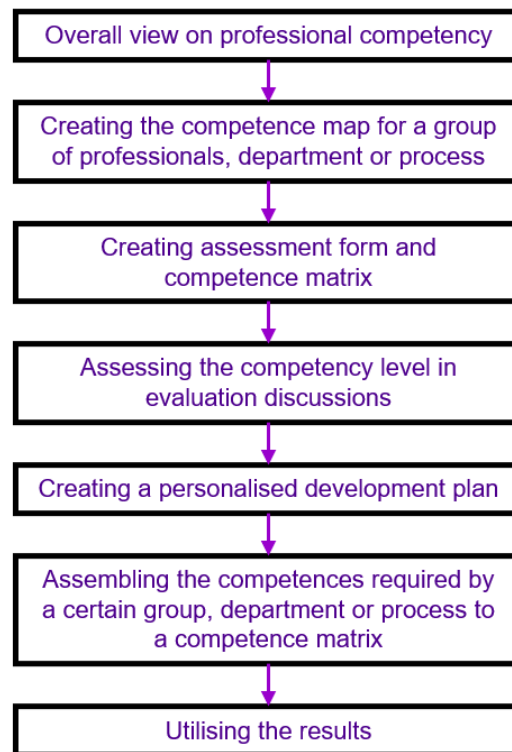 Overall view on professional competency
Creating the competence map for a group
of professionals, department or process
Creating assessment form and
competence matrix
Assessing the competency level in
evaluation discussions
Creating a personalised development plan
Assembling the competences required by
a certain group, department or process to
a competence matrix
Utilising the results